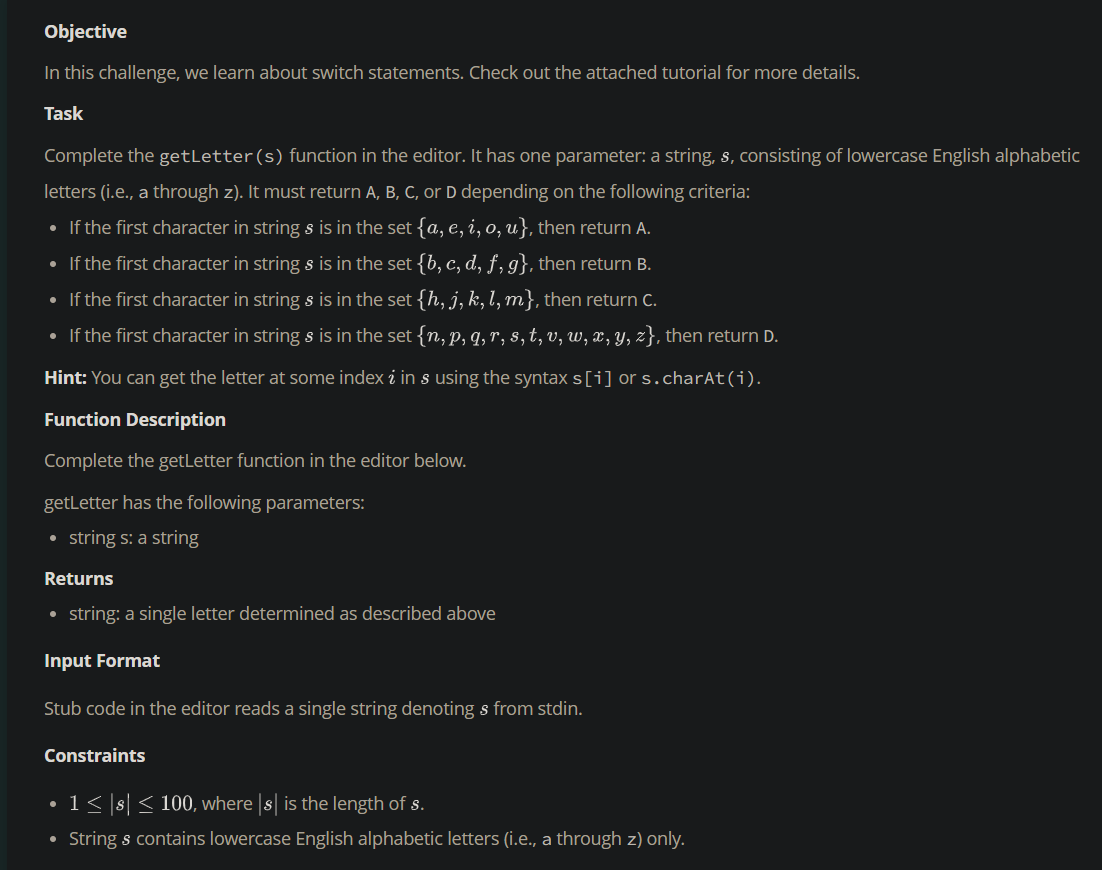 Objective
In this challenge, we learn about switch statements. Check out the attached tutorial for more details.
Task
Complete the getLetter(s) function in the editor. It has one parameter: a string, s, consisting of lowercase English alphabetic
letters (i.e., a through z). It must return A, B, C, or D depending on the following criteria:
• If the first character in string s is in the set {a, e, i, o, u}, then return A.
• If the first character in string s is in the set {b, c, d, f, g}, then return B.
• If the first character in string s is in the set {h, j, k, l, m}, then return C.
• If the first character in string s is in the set {n, p, q, r, s, t, v, w, x, y, z}, then return D.
Hint: You can get the letter at some index i in s using the syntax s[i] or s.charAt(i).
Function Description
Complete the getLetter function in the editor below.
getLetter has the following parameters:
• string s: a string
Returns
• string: a single letter determined as described above
Input Format
Stub code in the editor reads a single string denoting s from stdin.
Constraints
• 1 ≤ |s| ≤ 100, where |s| is the length of s.
• String s contains lowercase English alphabetic letters (i.e., a through z) only.